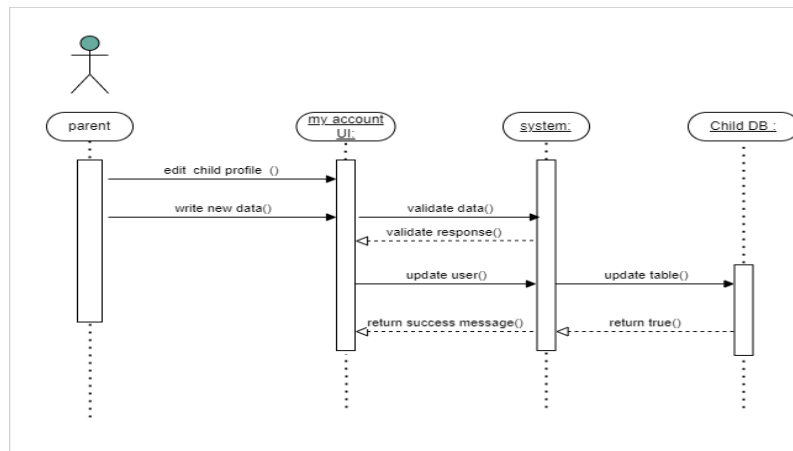 parent
my account
UI:
system:
Child DB :
edit child profile ()
write new data()
validate data()
validate response()
update user()
update table()
return success message()
return true()